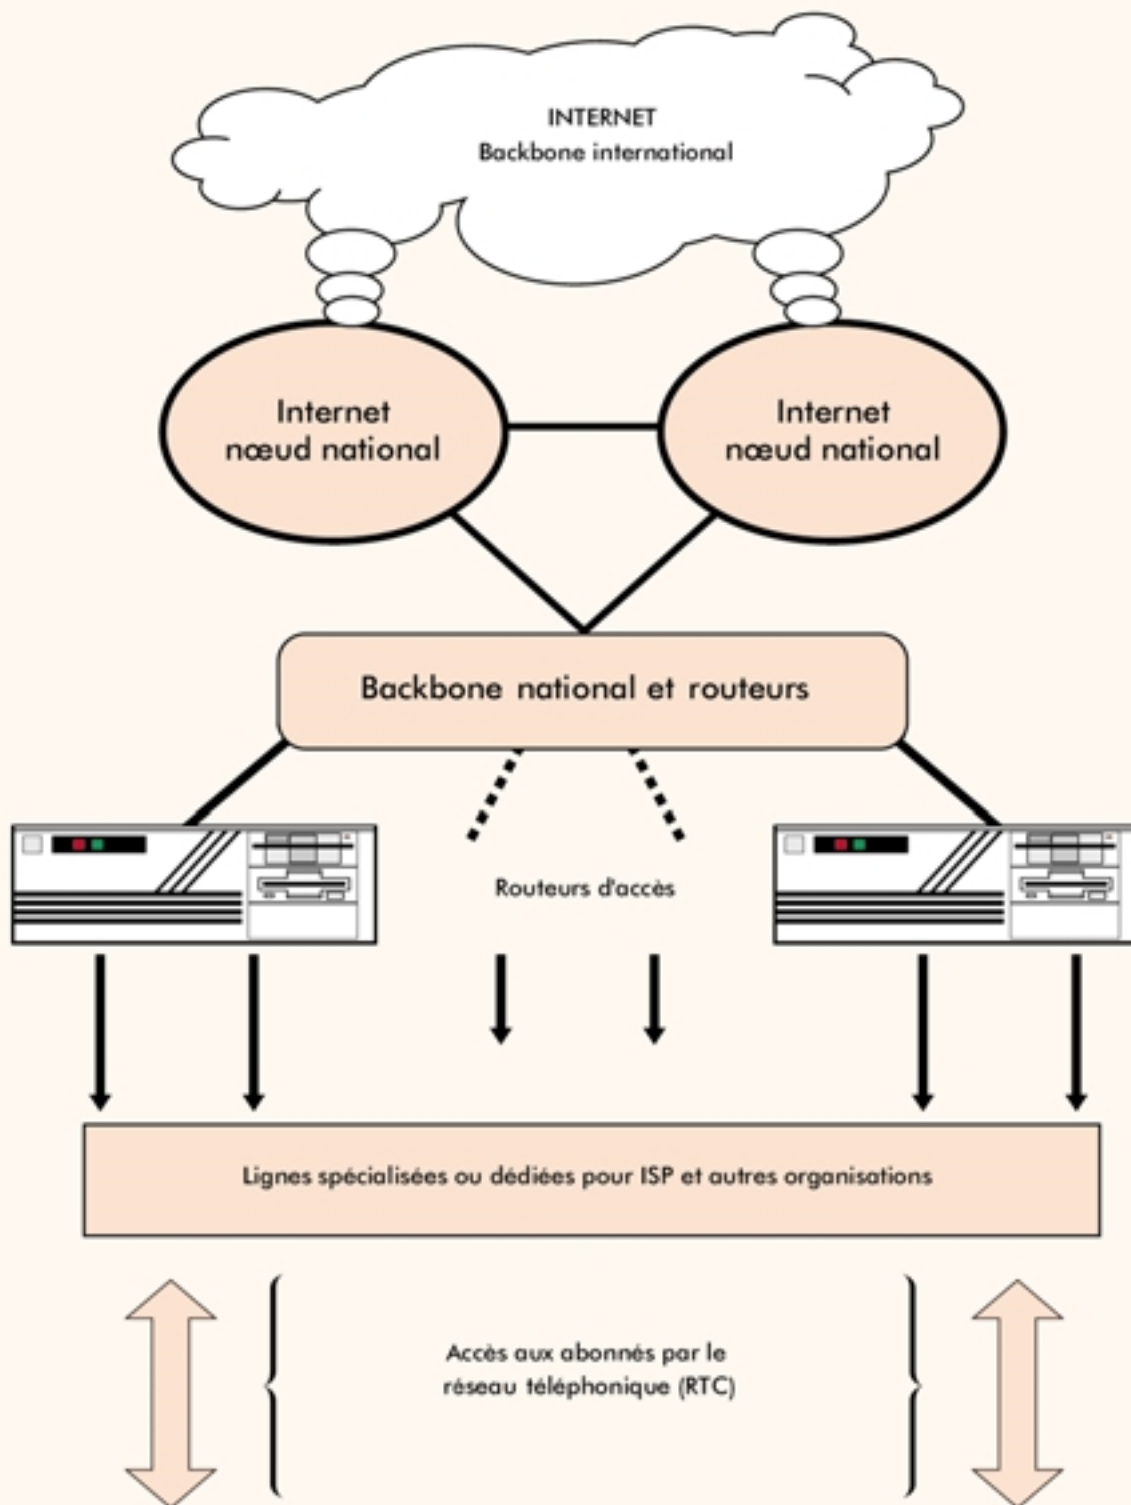 INTERNET
Backbone international
Internet
nœud national
Internet
nœud national
Backbone national et routeurs
Routeurs d'accès
Lignes spécialisées ou dédiées pour ISP et autres organisations
Accès aux abonnés par le
réseau téléphonique (RTC)